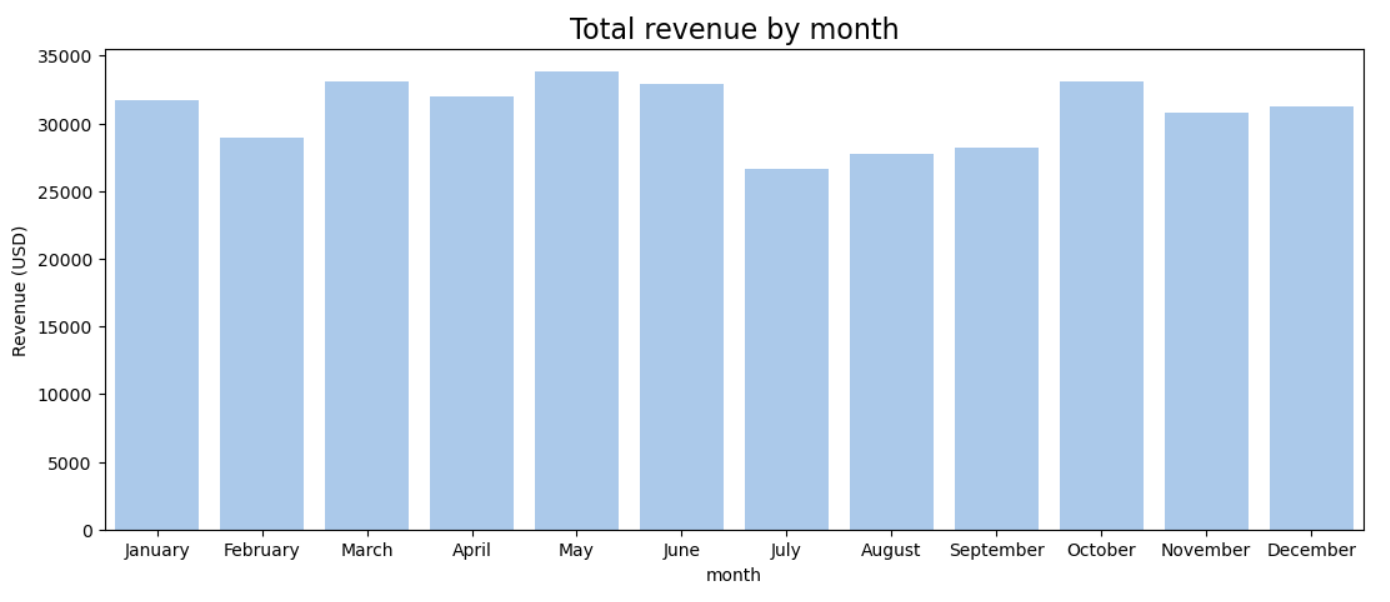 Total revenue by month
35000
30000
25000
20000
15000
10000
5000
0
Revenue (USD)
January February March April May June July August September October November December
month